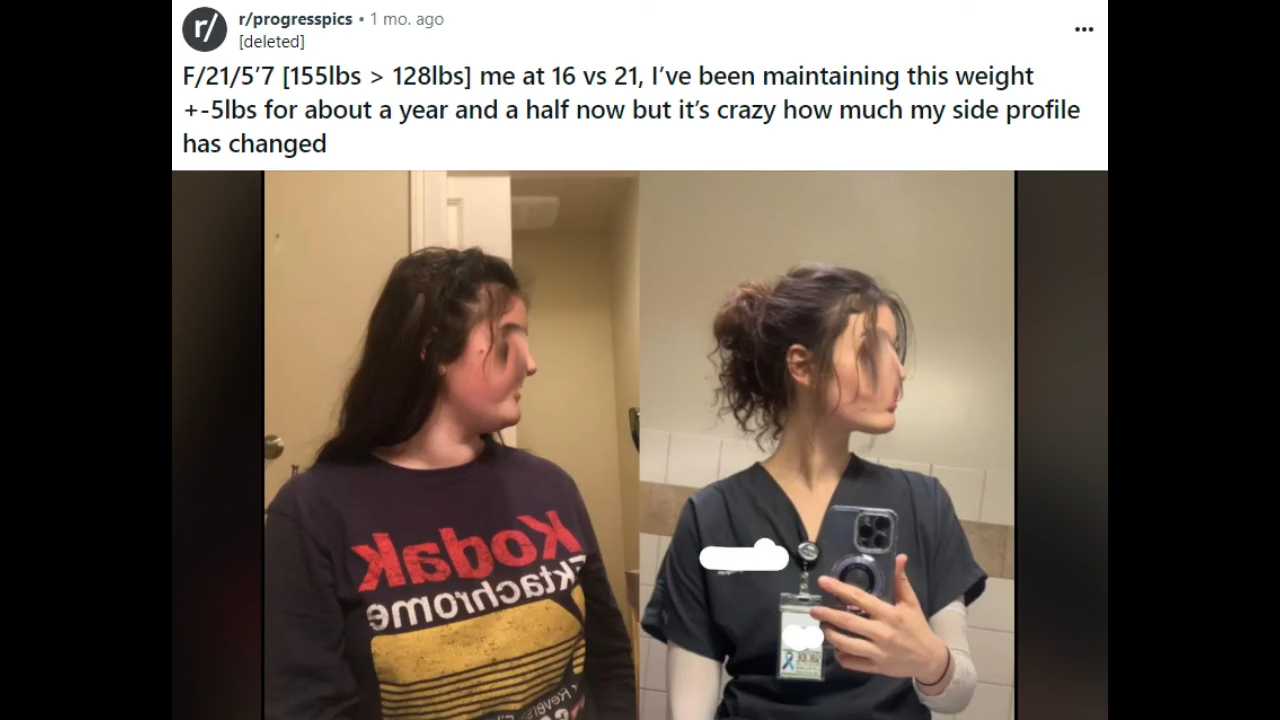 r/progresspics • 1 mo. ago
[deleted]
F/21/5’7 [155lbs > 128lbs] me at 16 vs 21, I’ve been maintaining this weight
+-5lbs for about a year and a half now but it’s crazy how much my side profile
has changed
r/
Kodak
Ektachrome